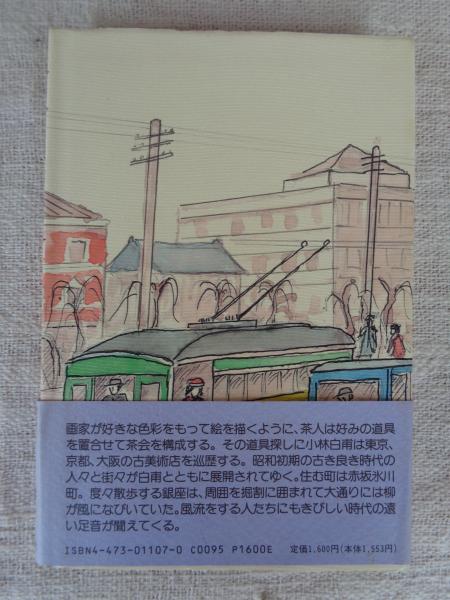 画家が好きな色彩をもって絵を描くように、茶人は好みの道具
を置合せて茶会を構成する。その道具探しに小林白甫は東京、
京都、大阪の古美術店を巡歴する。昭和初期の古き良き時代の
人々と街々が白甫とともに展開されてゆく。住む町は赤坂氷川
町。度々散歩する銀座は、周囲を掘割に囲まれて大通りには柳
が風になびいていた。風流をする人たちにもきびしい時代の遠
い足音が聞えてくる。
ISBN4-473-01107-0 C0095 P1600E 定価1,600円(本体1,553円)